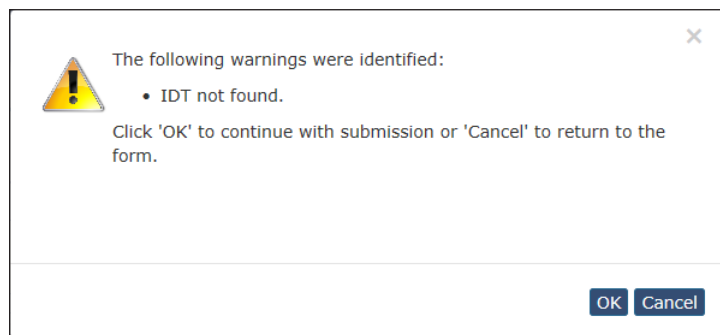 The following warnings were identified:
• IDT not found.
Click 'OK' to continue with submission or 'Cancel' to return to the
form.
OK Cancel